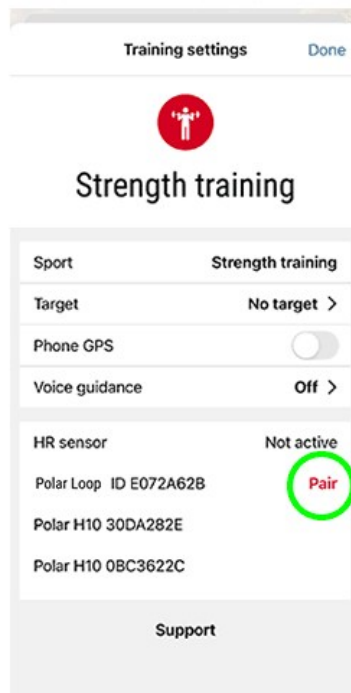 Training settings Done
Strength training
Sport Strength training
Target No target >
Phone GPS
Voice guidance Off >
HR sensor Not active
Polar Loop ID E072A62B Pair
Polar H10 30DA282E
Polar H10 0BC3622C
Support